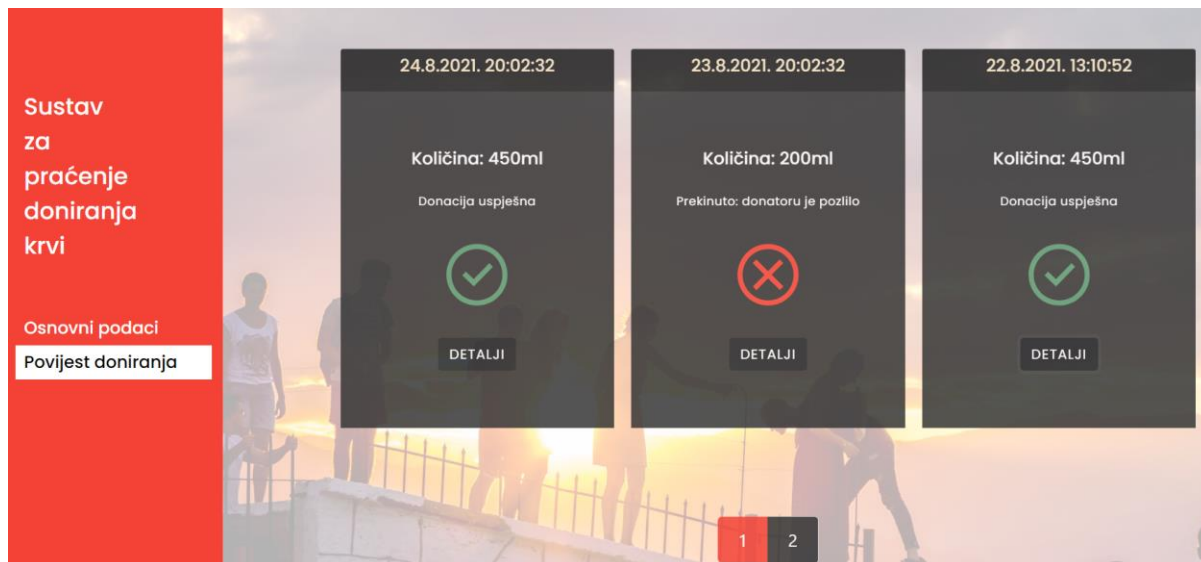 Sustav
za
praćenje
doniranja
krvi
Osnovni podaci
Povijest doniranja
24.8.2021. 20:02:32
Količina: 450ml
Donacija uspješna
DETALJI
23.8.2021. 20:02:32
Količina: 200ml
Prekinuto: donatoru je pozlilo
DETALJI
22.8.2021. 13:10:52
Količina: 450ml
Donacija uspješna
DETALJI
1 2